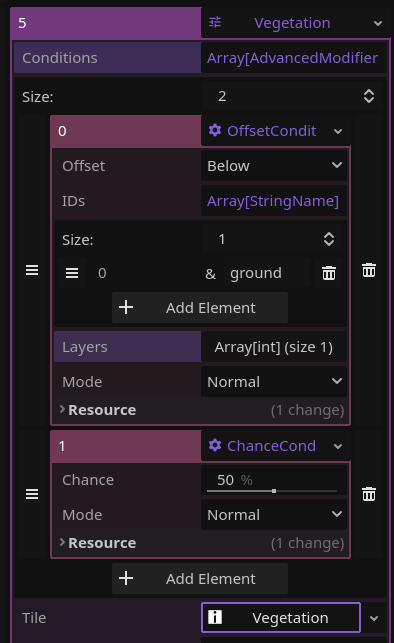 5 Vegetation
Conditions Array[AdvancedModifier
Size: 2
0 OffsetCondit
Offset Below
IDs Array[StringName]
Size: 1
0 & ground
Add Element
Layers Array[int] (size 1)
Mode Normal
Resource (1 change)
1 ChanceCond
Chance 50 %
Mode Normal
Resource (1 change)
Add Element
Tile Vegetation